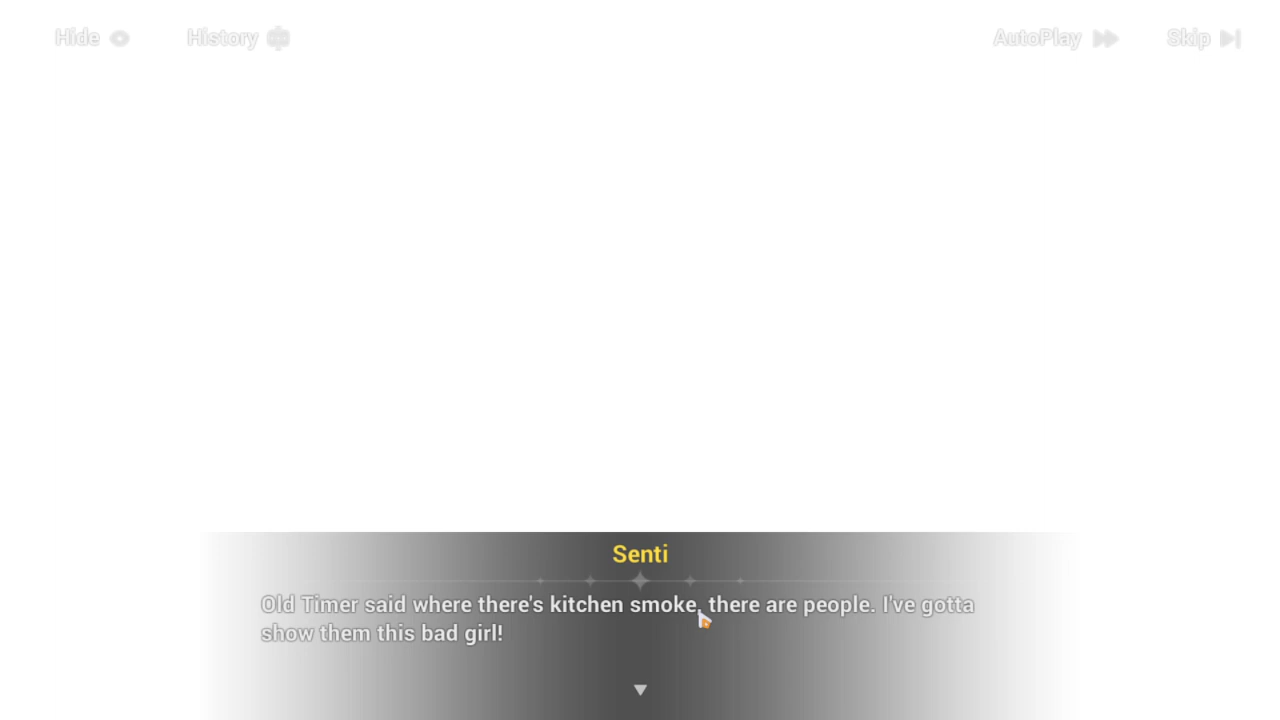 Hide
History
AutoPlay
Skip
Senti
Old Timer said where there's kitchen smoke, there are people. I've gotta
show them this bad girl!